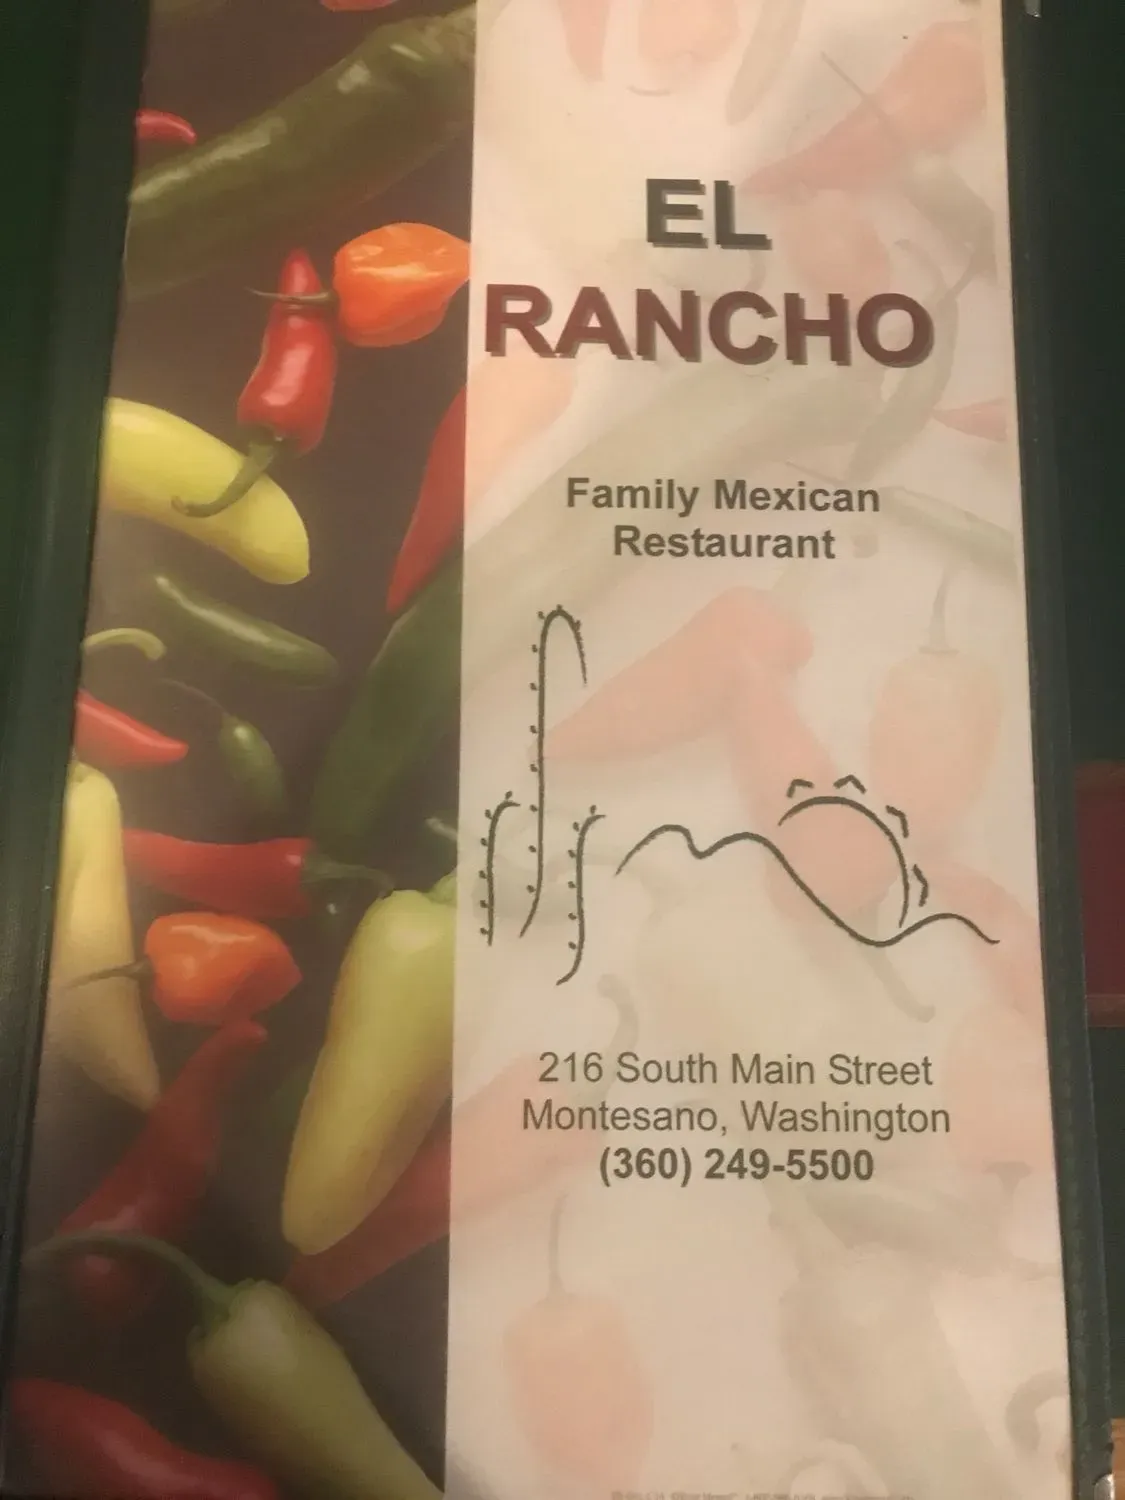 EL
RANCHO
Family Mexican
Restaurant
216 South Main Street
Montesano, Washington
(360) 249-5500